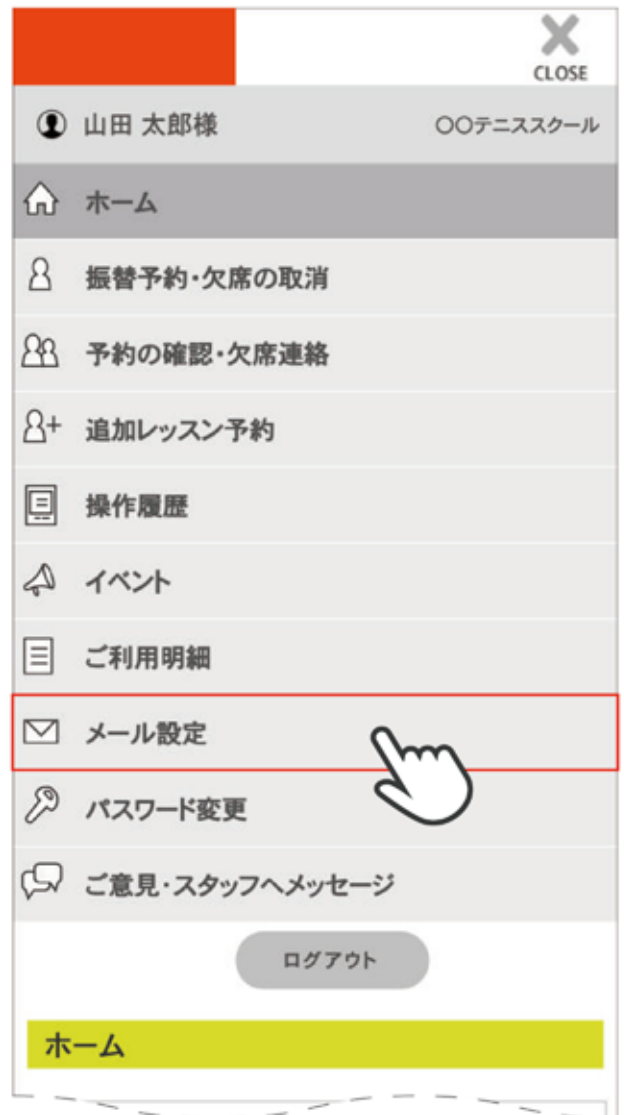 CLOSE
山田 太郎様 〇〇テニススクール
ホーム
振替予約・欠席の取消
予約の確認・欠席連絡
追加レッスン予約
操作履歴
イベント
ご利用明細
メール設定
パスワード変更
ご意見・スタッフへメッセージ
ログアウト
ホーム